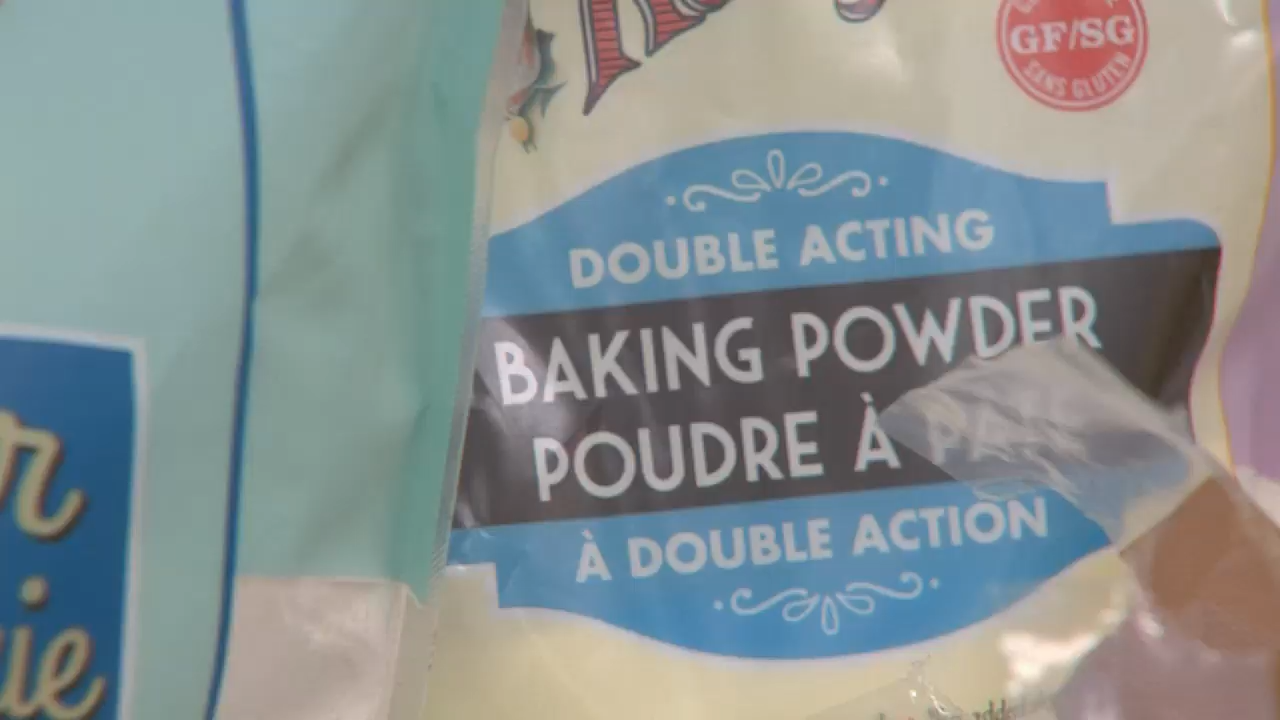 GF/SG
SANS GLUTEN
DOUBLE ACTING
BAKING POWDER
POUDRE À
À DOUBLE ACTION